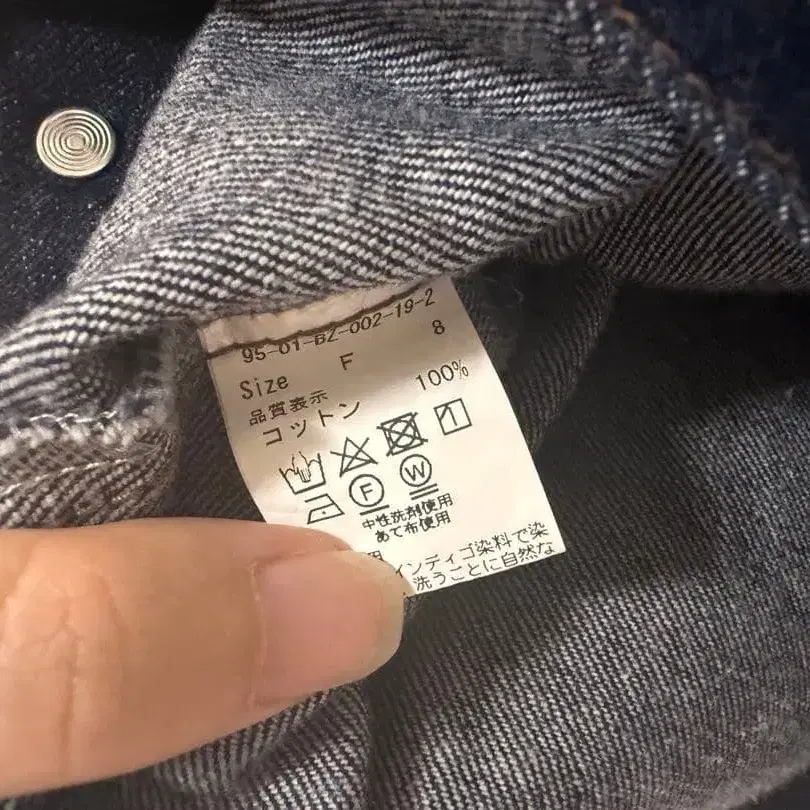 95-01-BZ-002-19-2
8
Size F
品質表示
コットン 100%
F W
中性洗剤使用
あて布使用
用
インディゴ染料で染
洗うことに自然な